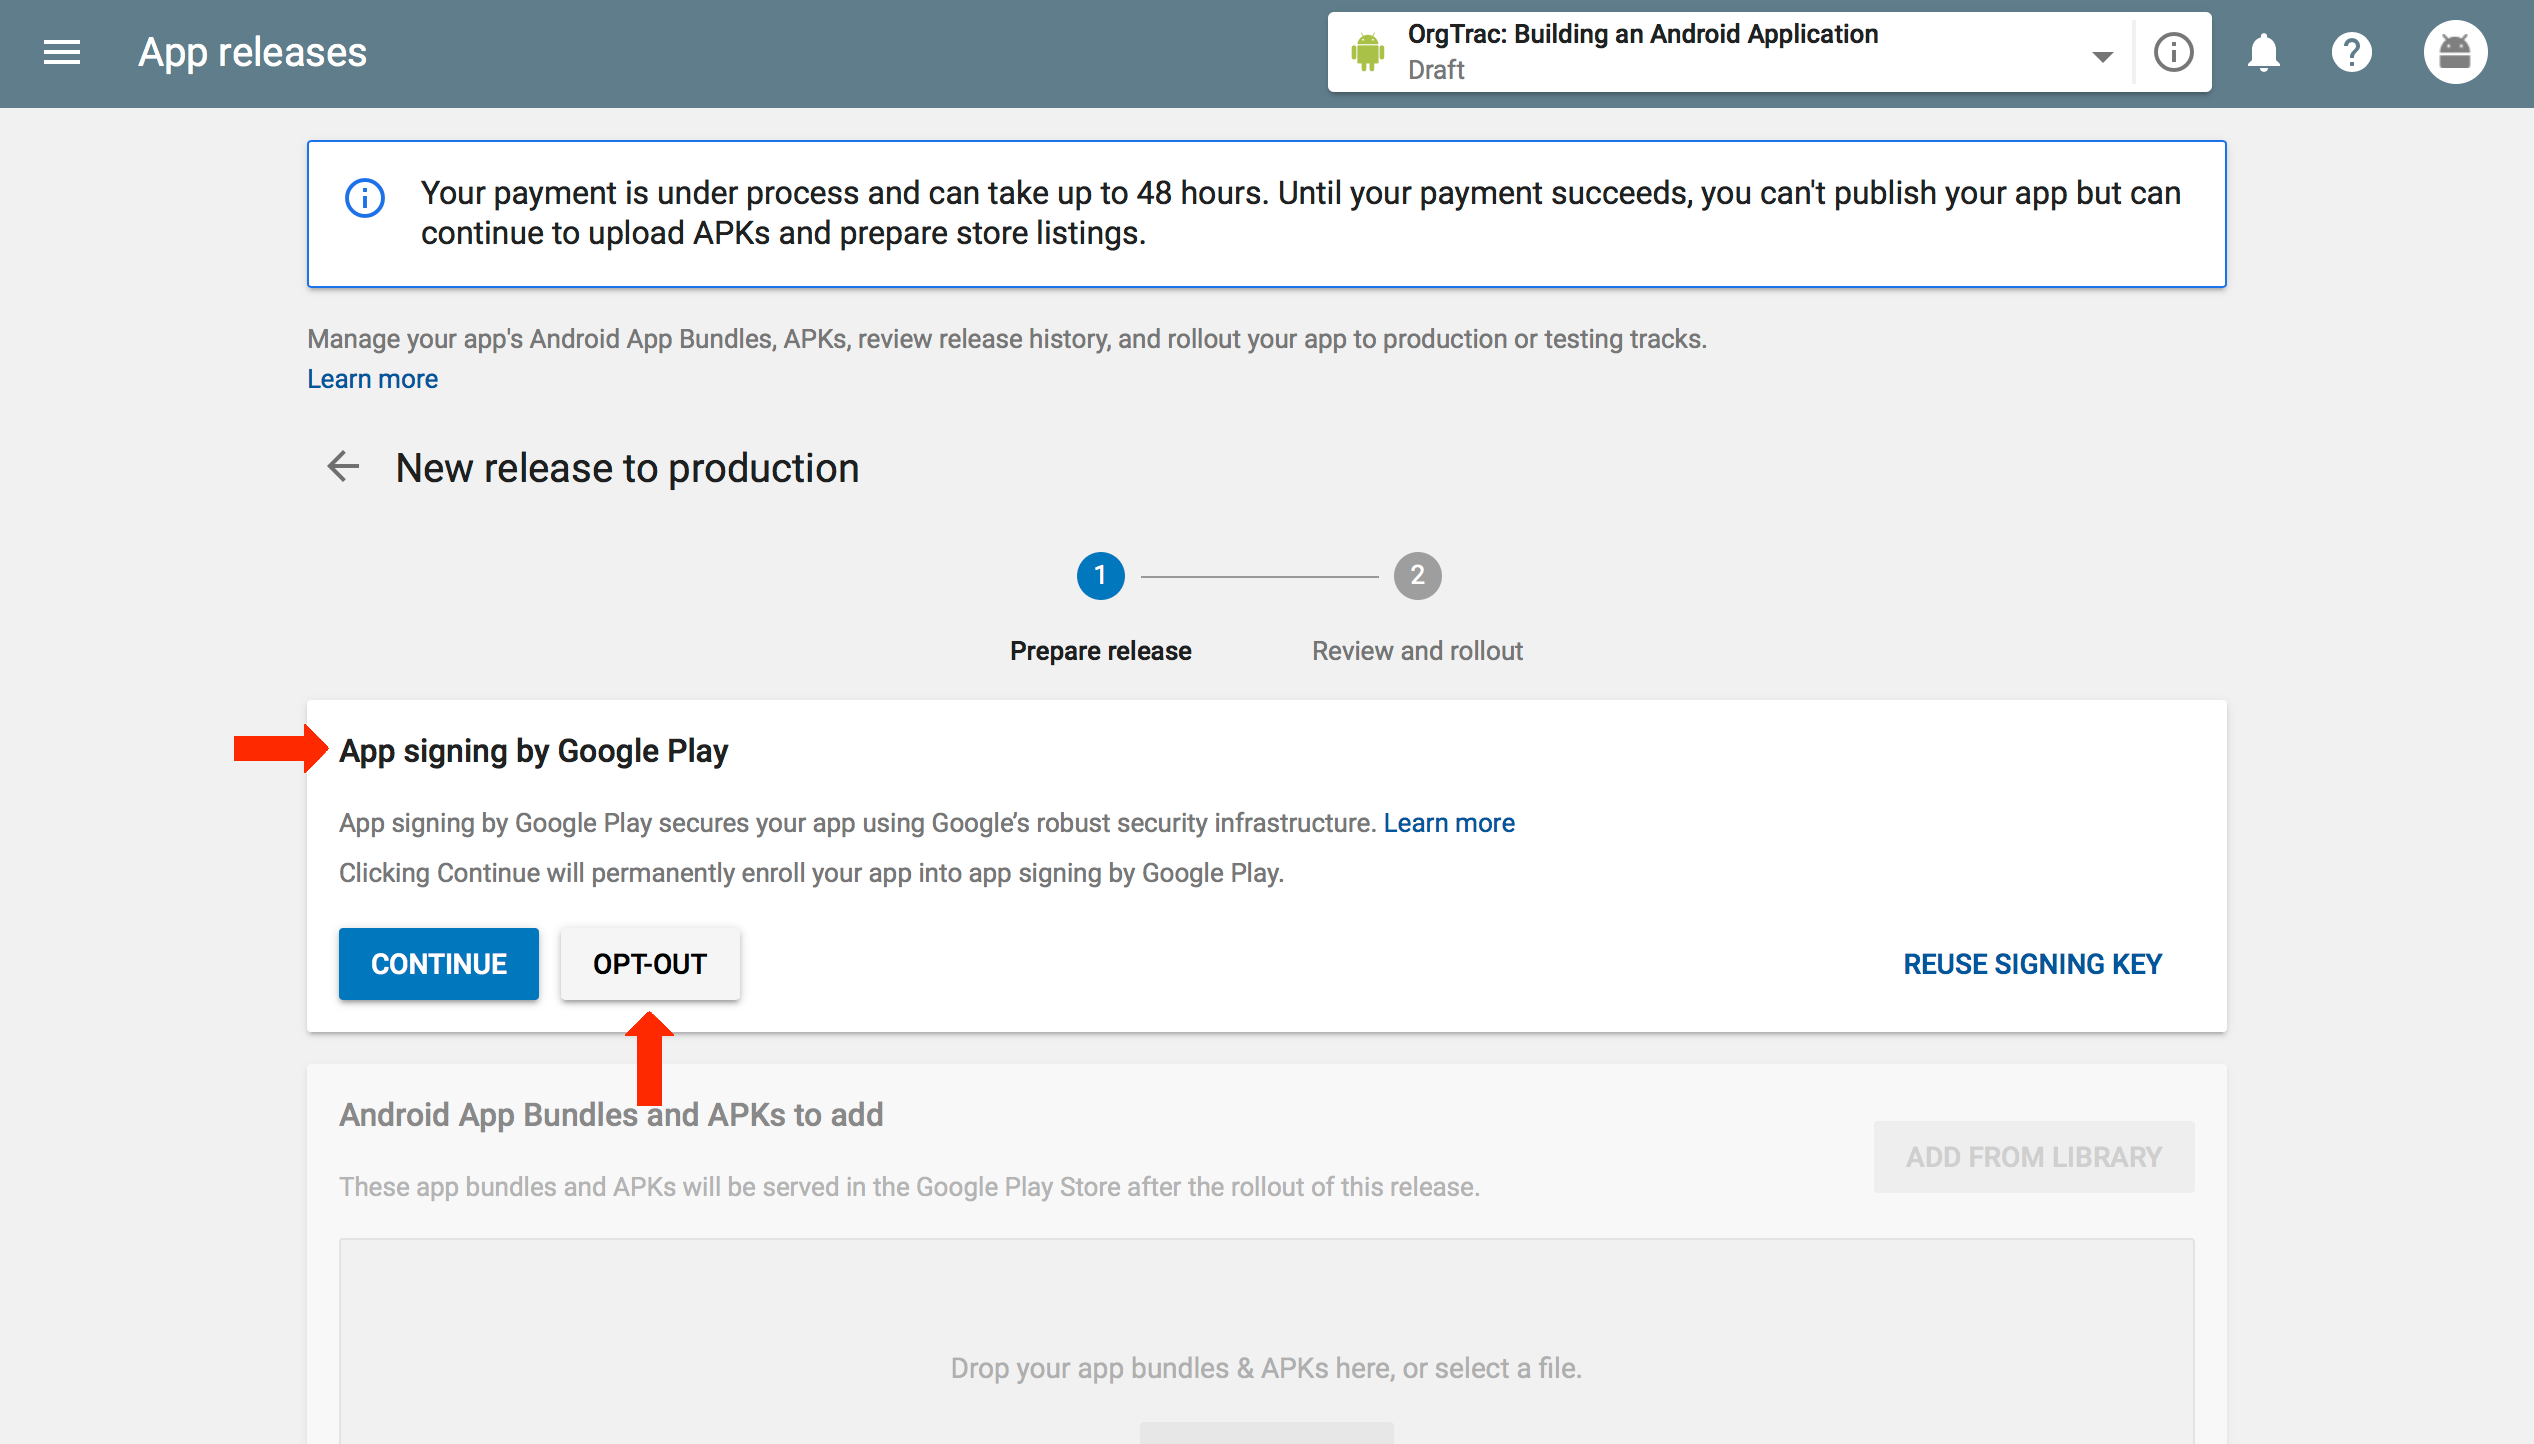 App releases
OrgTrac: Building an Android Application
Draft
Your payment is under process and can take up to 48 hours. Until your payment succeeds, you can't publish your app but can
continue to upload APKs and prepare store listings.
Manage your app's Android App Bundles, APKs, review release history, and rollout your app to production or testing tracks.
Learn more
New release to production
1
2
Prepare release
Review and rollout
App signing by Google Play
App signing by Google Play secures your app using Google’s robust security infrastructure. Learn more
Clicking Continue will permanently enroll your app into app signing by Google Play.
CONTINUE
OPT-OUT
REUSE SIGNING KEY
Android App Bundles and APKs to add
ADD FROM LIBRARY
These app bundles and APKs will be served in the Google Play Store after the rollout of this release.
Drop your app bundles & APKs here, or select a file.